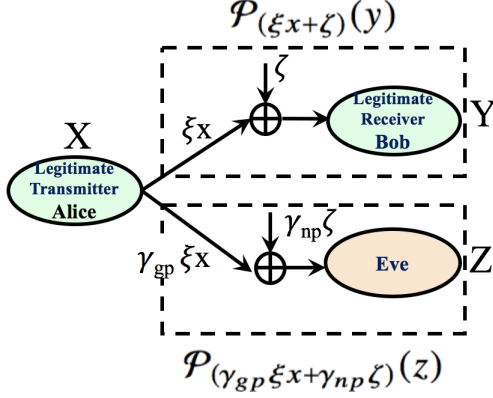 𝒫(ξx+ζ)(y)
ζ
Legitimate
Receiver
Bob
Y
X
ξx
Legitimate
Transmitter
Alice
γnpζ
γgp ξx
Eve
Z
𝒫(γgpξx+γnpζ)(z)